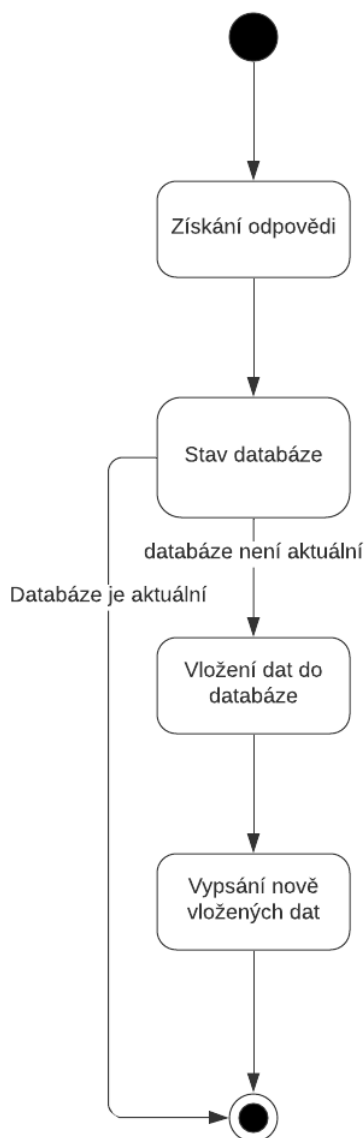 Získání odpovědi
Stav databáze
databáze není aktuální
Databáze je aktuální
Vložení dat do
databáze
Vypsání nově
vložených dat